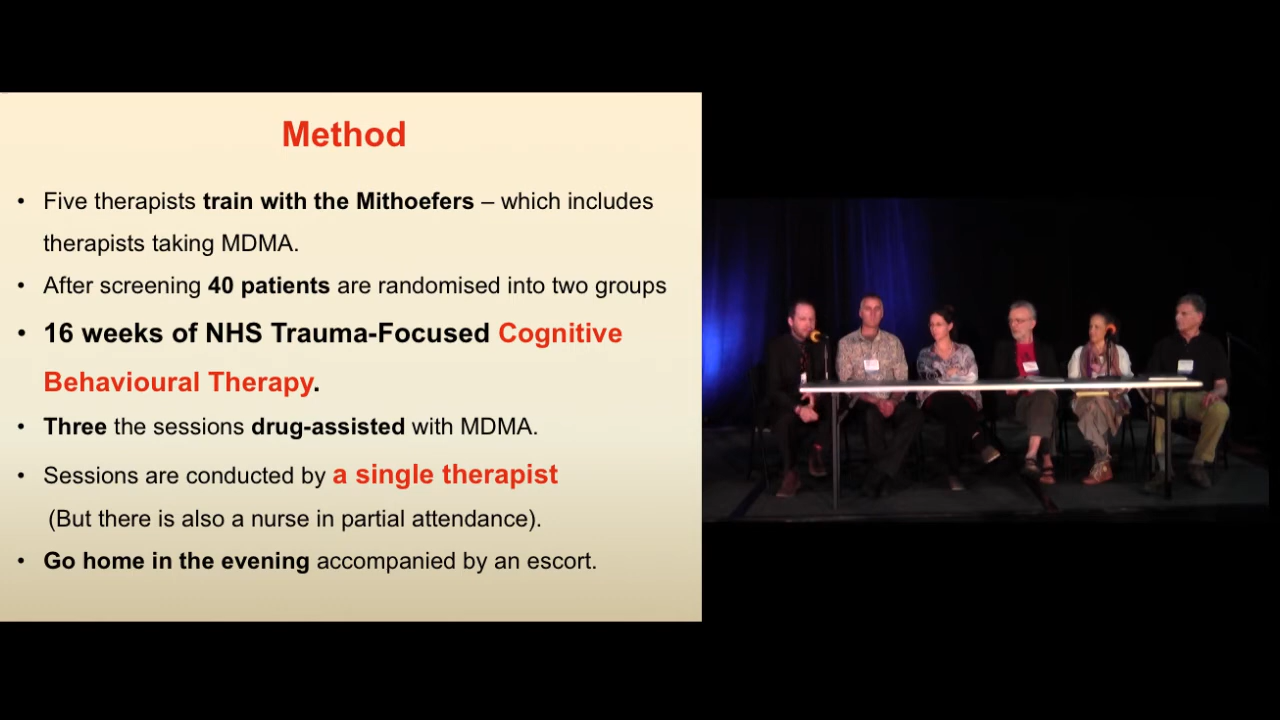 Method
• Five therapists train with the Mithoefers – which includes
therapists taking MDMA.
• After screening 40 patients are randomised into two groups
• 16 weeks of NHS Trauma-Focused Cognitive
Behavioural Therapy.
• Three the sessions drug-assisted with MDMA.
• Sessions are conducted by a single therapist
(But there is also a nurse in partial attendance).
• Go home in the evening accompanied by an escort.